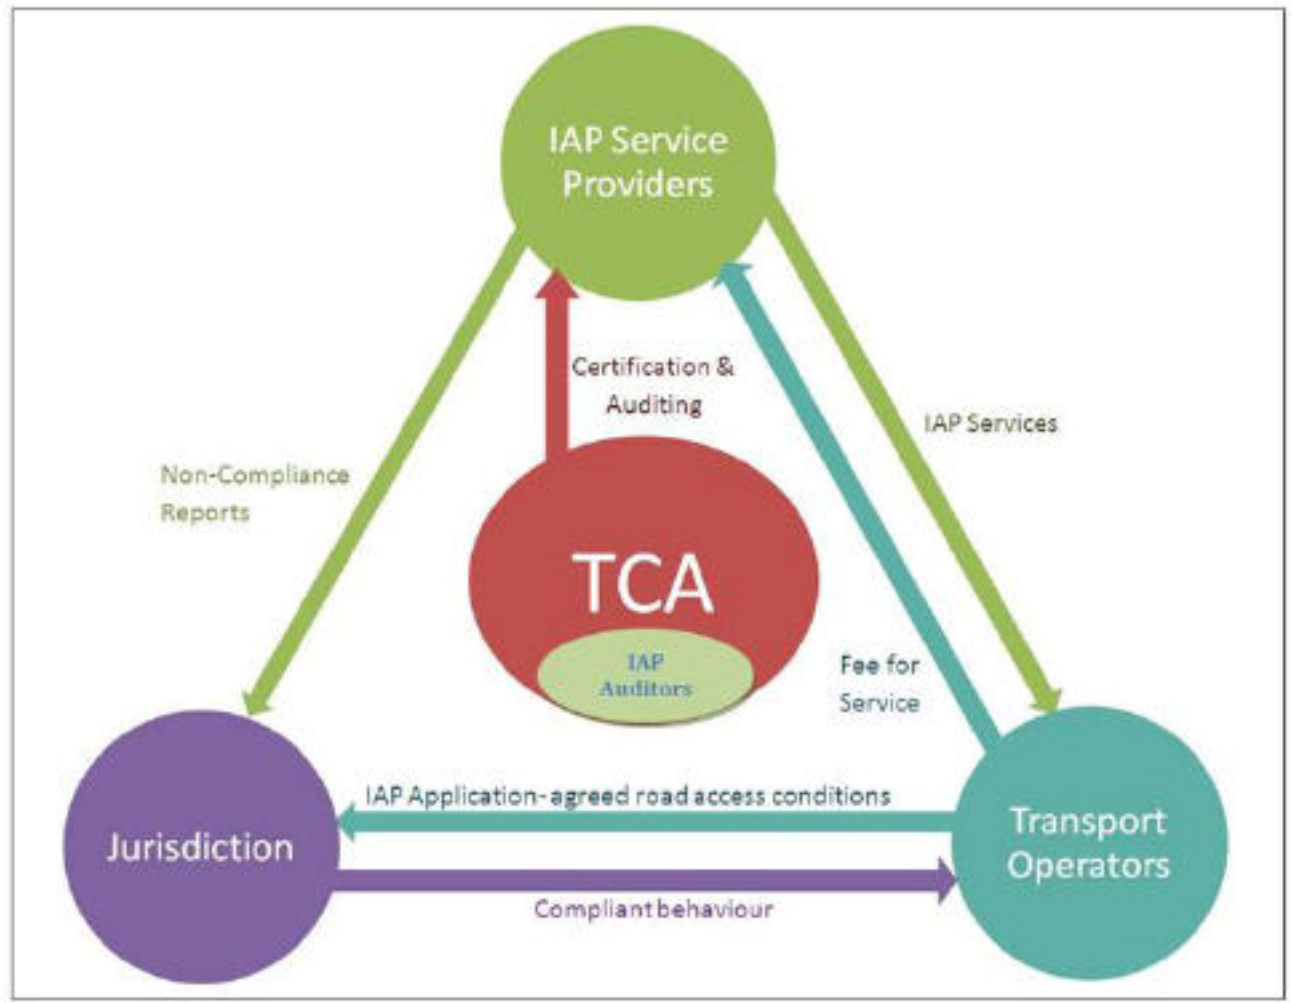 IAP Service
Providers
Certification &
Auditing
IAP Services
Non-Compliance
Reports
TCA
IAP
Auditors
Fee for
Service
IAP Application-agreed road access conditions
Jurisdiction
Transport
Operators
Compliant behaviour